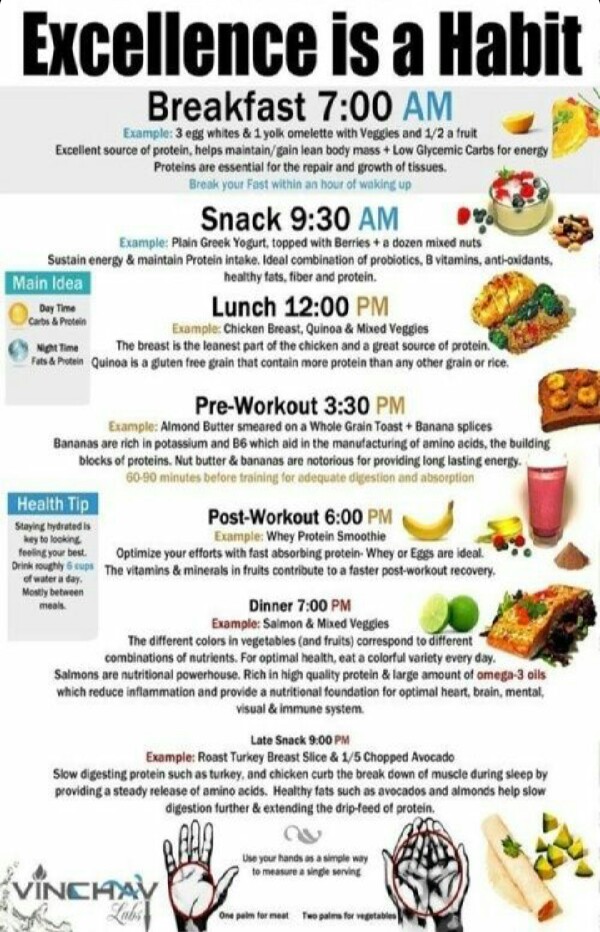 Excellence is a Habit
Breakfast 7:00 AM
Example: 3 egg whites & 1 yolk omelette with Veggies and 1/2 a fruit
Excellent source of protein, helps maintain/gain lean body mass + Low Glycemic Carbs for energy
Proteins are essential for the repair and growth of tissues.
Break your Fast within an hour of waking up
Snack 9:30 AM
Example: Plain Greek Yogurt, topped with Berries + a dozen mixed nuts
Sustain energy & maintain Protein intake. Ideal combination of probiotics, B vitamins, anti-oxidants,
healthy fats, fiber and protein.
Main Idea
Day Time
Carbs & Protein
Night Time
Fats & Protein
Lunch 12:00 PM
Example: Chicken Breast, Quinoa & Mixed Veggies
The breast is the leanest part of the chicken and a great source of protein.
Quinoa is a gluten free grain that contain more protein than any other grain or rice.
Pre-Workout 3:30 PM
Example: Almond Butter smeared on a Whole Grain Toast + Banana splices
Bananas are rich in potassium and B6 which aid in the manufacturing of amino acids, the building
blocks of proteins. Nut butter & bananas are notorious for providing long lasting energy.
60-90 minutes before training for adequate digestion and absorption
Health Tip
Staying hydrated is
key to looking,
feeling your best.
Drink roughly 6 cups
of water a day.
Mostly between
meals.
Post-Workout 6:00 PM
Example: Whey Protein Smoothie
Optimize your efforts with fast absorbing protein- Whey or Eggs are ideal.
The vitamins & minerals in fruits contribute to a faster post-workout recovery.
Dinner 7:00 PM
Example: Salmon & Mixed Veggies
The different colors in vegetables (and fruits) correspond to different
combinations of nutrients. For optimal health, eat a colorful variety every day.
Salmons are nutritional powerhouse. Rich in high quality protein & large amount of omega-3 oils
which reduce inflammation and provide a nutritional foundation for optimal heart, brain, mental,
visual & immune system.
Late Snack 9:00 PM
Example: Roast Turkey Breast Slice & 1/5 Chopped Avocado
Slow digesting protein such as turkey, and chicken curb the break down of muscle during sleep by
providing a steady release of amino acids. Healthy fats such as avocados and almonds help slow
digestion further & extending the drip-feed of protein.
Use your hands as a simple way
to measure a single serving
One palm for meat Two palms for vegetables
VINCHAY
Labs